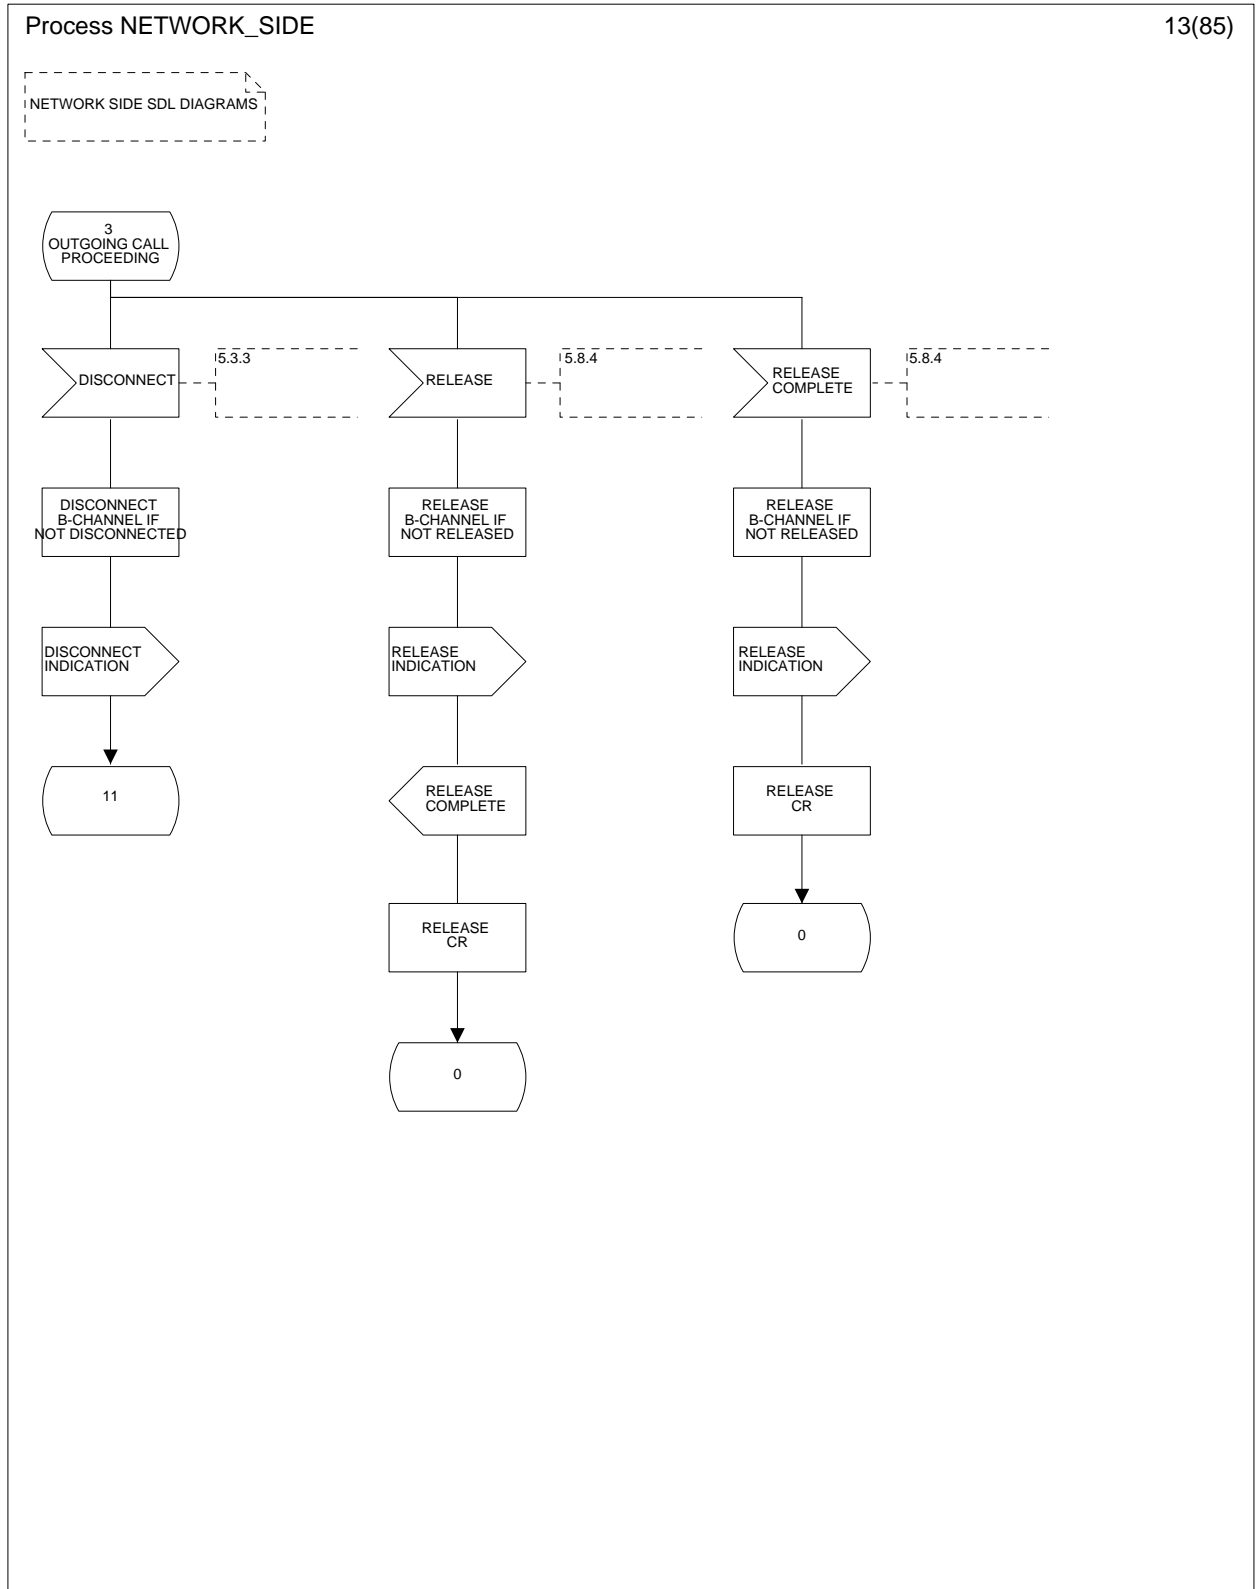 Process NETWORK_SIDE
13(85)
NETWORK SIDE SDL DIAGRAMS
3
OUTGOING CALL
PROCEEDING
DISCONNECT
5.3.3
RELEASE
5.8.4
RELEASE
COMPLETE
5.8.4
DISCONNECT
B-CHANNEL IF
NOT DISCONNECTED
RELEASE
B-CHANNEL IF
NOT RELEASED
RELEASE
B-CHANNEL IF
NOT RELEASED
DISCONNECT
INDICATION
RELEASE
INDICATION
RELEASE
INDICATION
11
RELEASE
COMPLETE
RELEASE
CR
RELEASE
CR
0
0